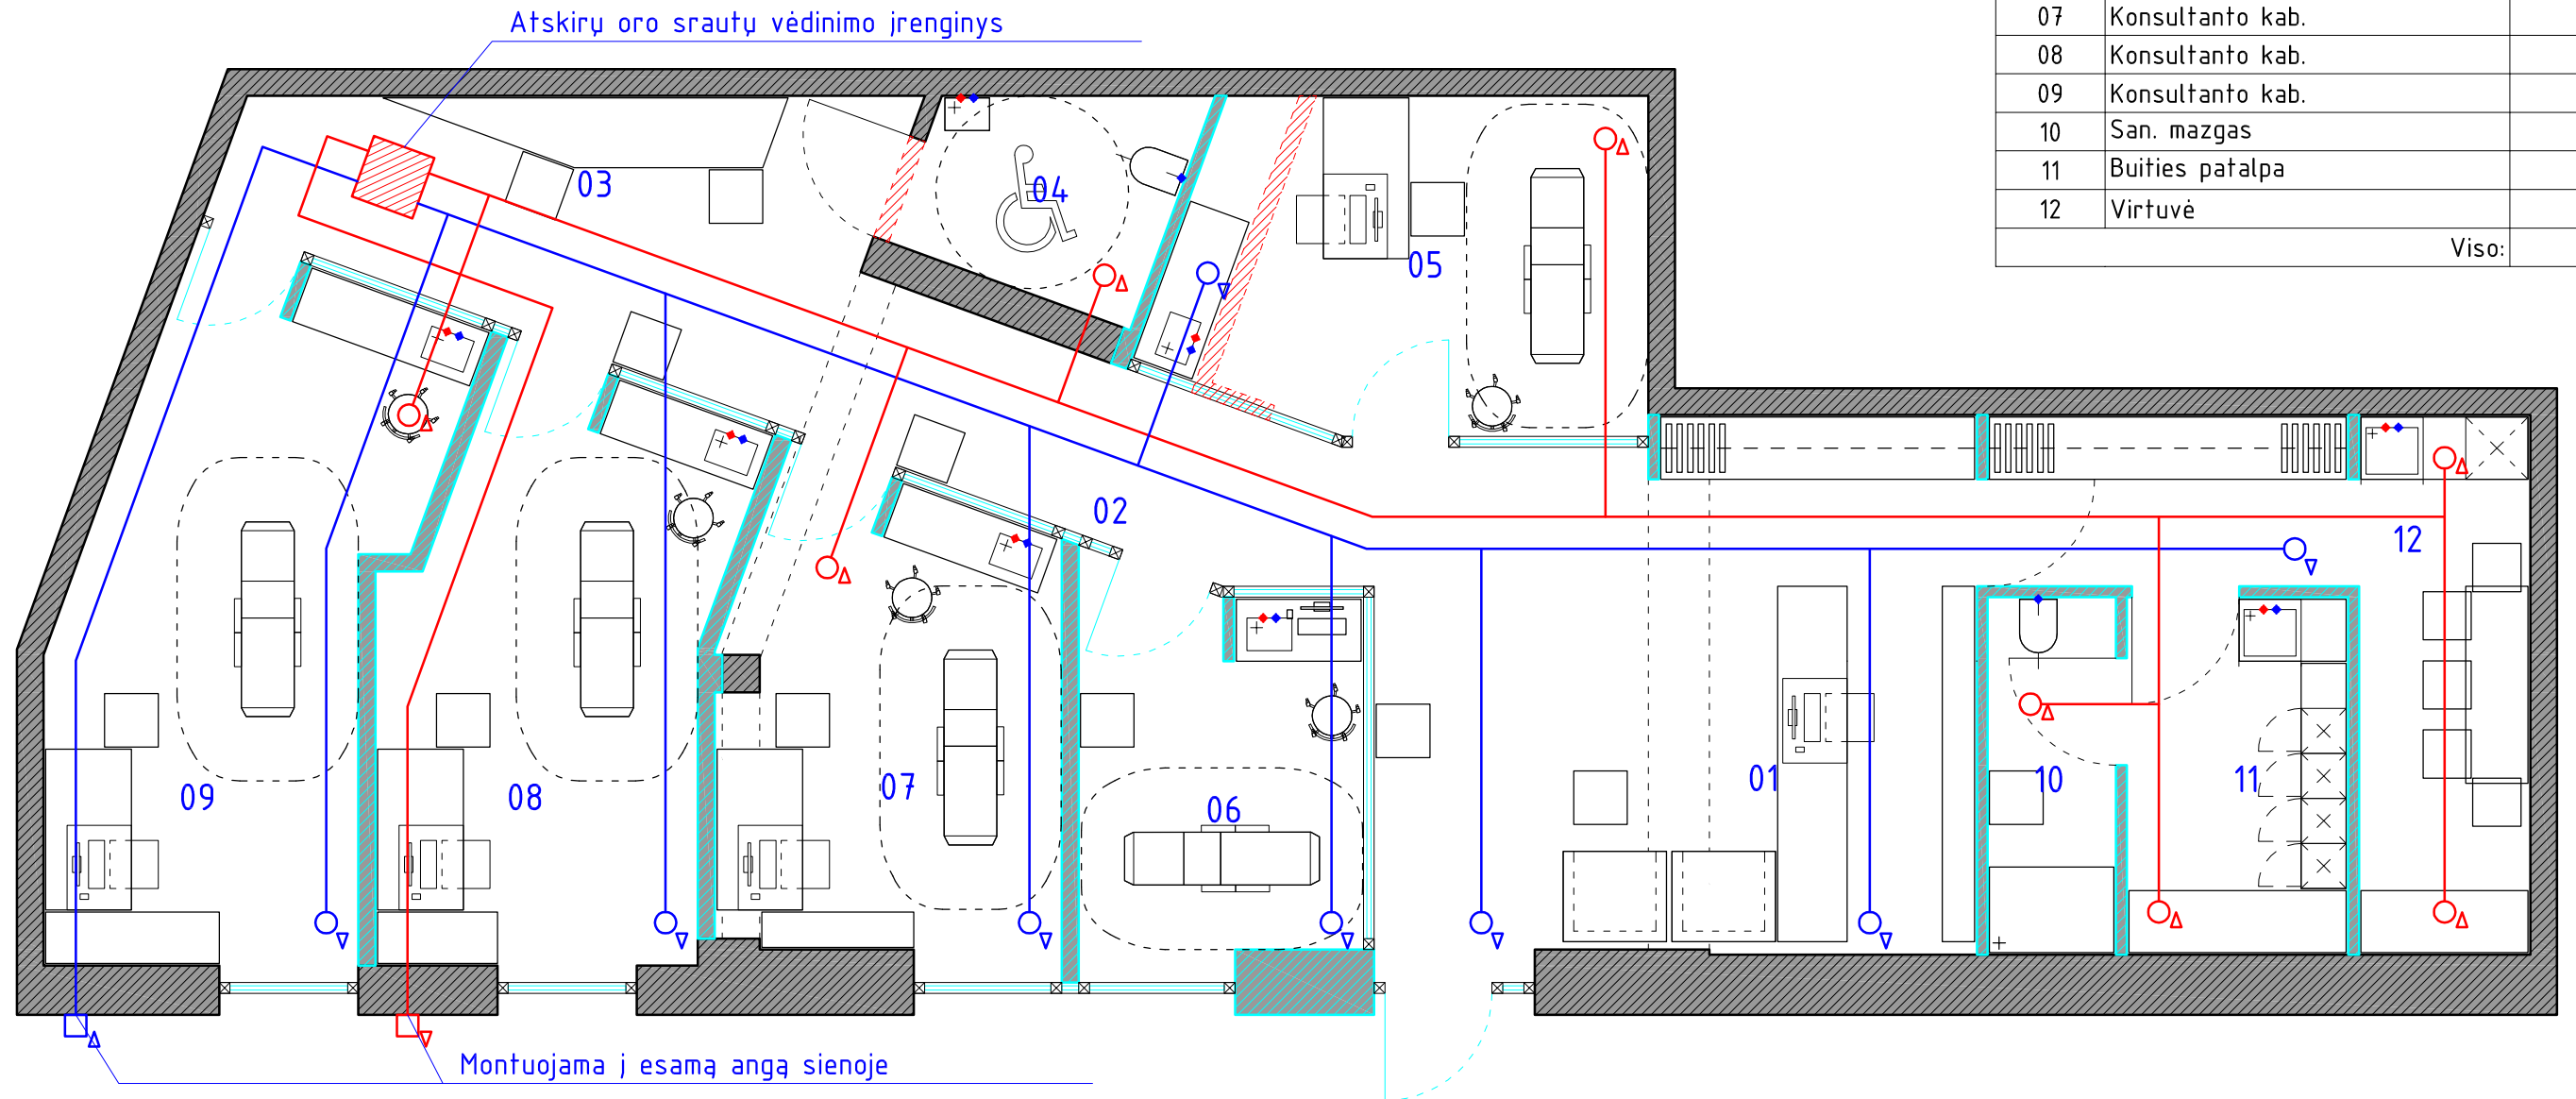 Atskirų oro srautų vėdinimo įrenginys
07 Konsultanto kab.
08 Konsultanto kab.
09 Konsultanto kab.
10 San. mazgas
11 Buities patalpa
12 Virtuvė
Viso:
03
04
05
02
12
09
08
07
06
01
10
11
Montuojama į esamą angą sienoje